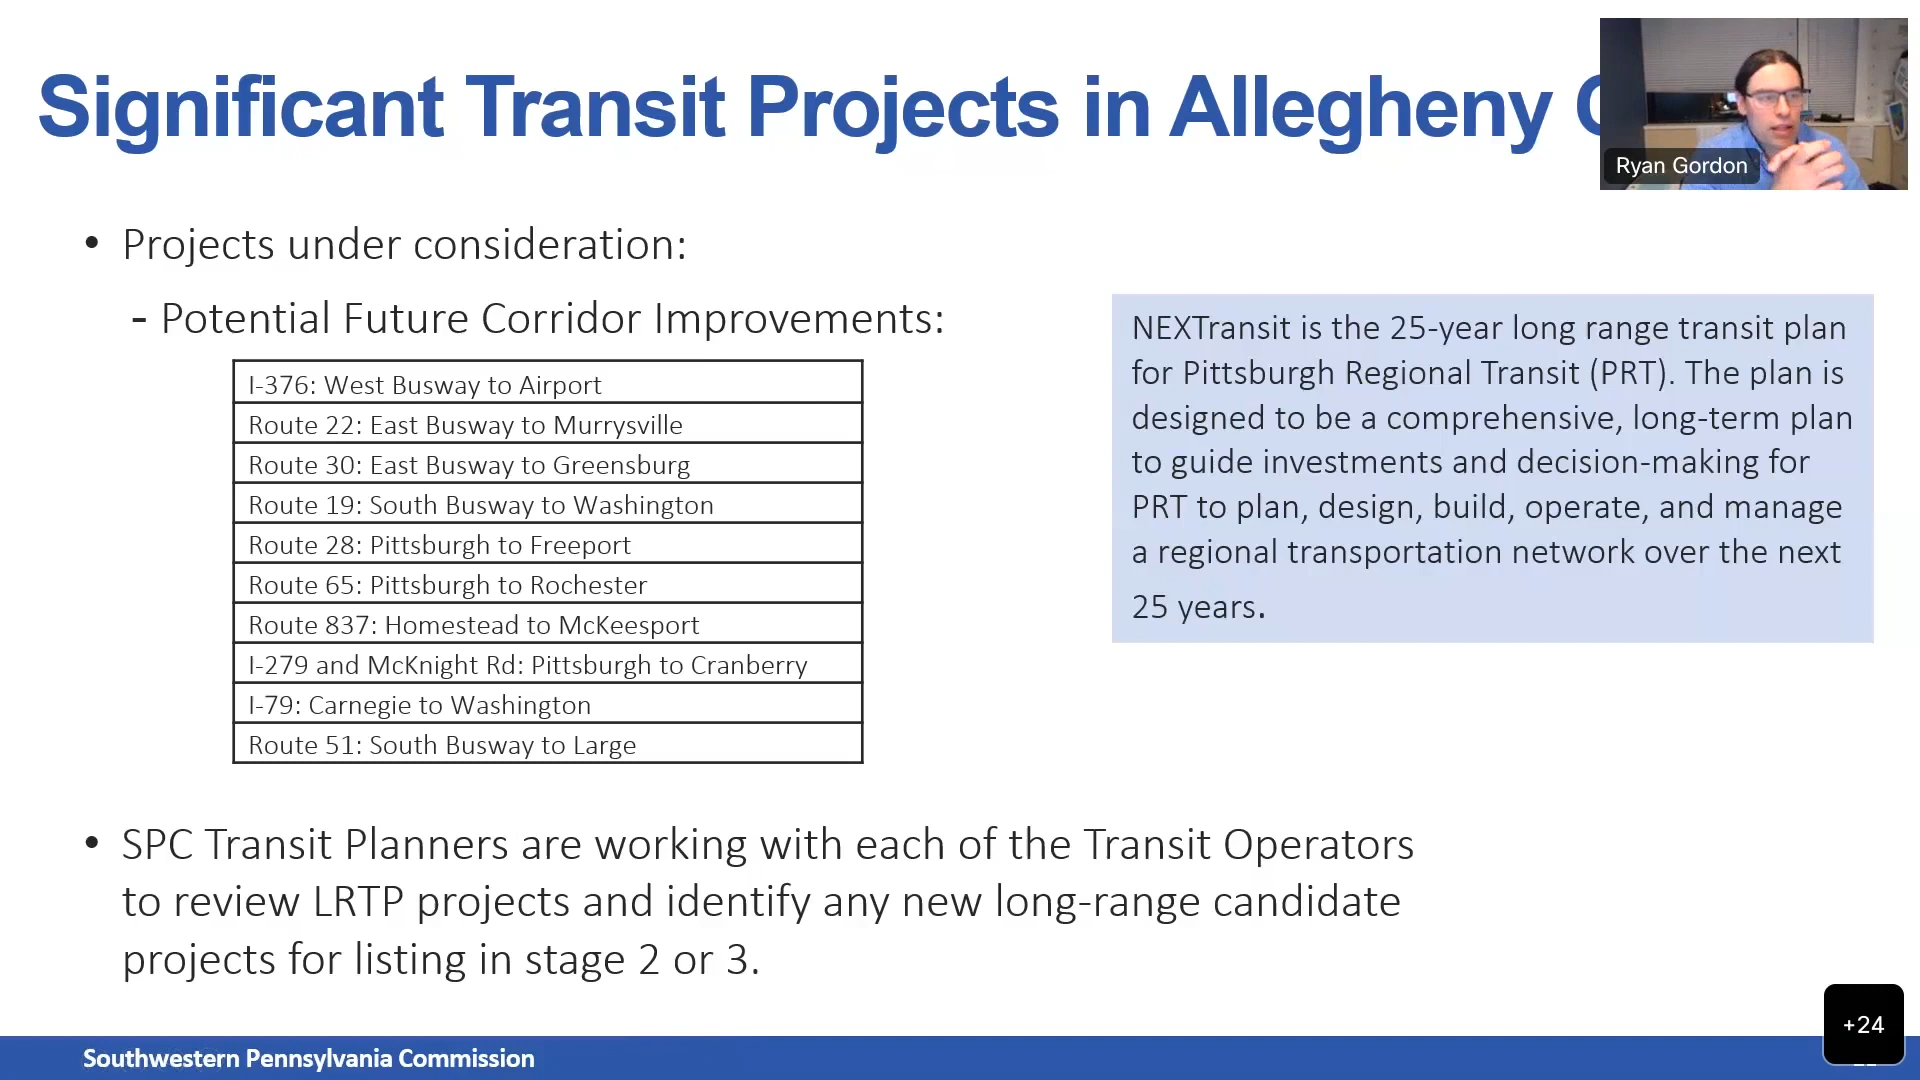 Significant Transit Projects in Allegheny
Ryan Gordon
• Projects under consideration:
- Potential Future Corridor Improvements:
I-376: West Busway to Airport
Route 22: East Busway to Murrysville
Route 30: East Busway to Greensburg
Route 19: South Busway to Washington
Route 28: Pittsburgh to Freeport
Route 65: Pittsburgh to Rochester
Route 837: Homestead to McKeesport
I-279 and McKnight Rd: Pittsburgh to Cranberry
I-79: Carnegie to Washington
Route 51: South Busway to Large
NEXTransit is the 25-year long range transit plan
for Pittsburgh Regional Transit (PRT). The plan is
designed to be a comprehensive, long-term plan
to guide investments and decision-making for
PRT to plan, design, build, operate, and manage
a regional transportation network over the next
25 years.
• SPC Transit Planners are working with each of the Transit Operators
to review LRTP projects and identify any new long-range candidate
projects for listing in stage 2 or 3.
+24
Southwestern Pennsylvania Commission